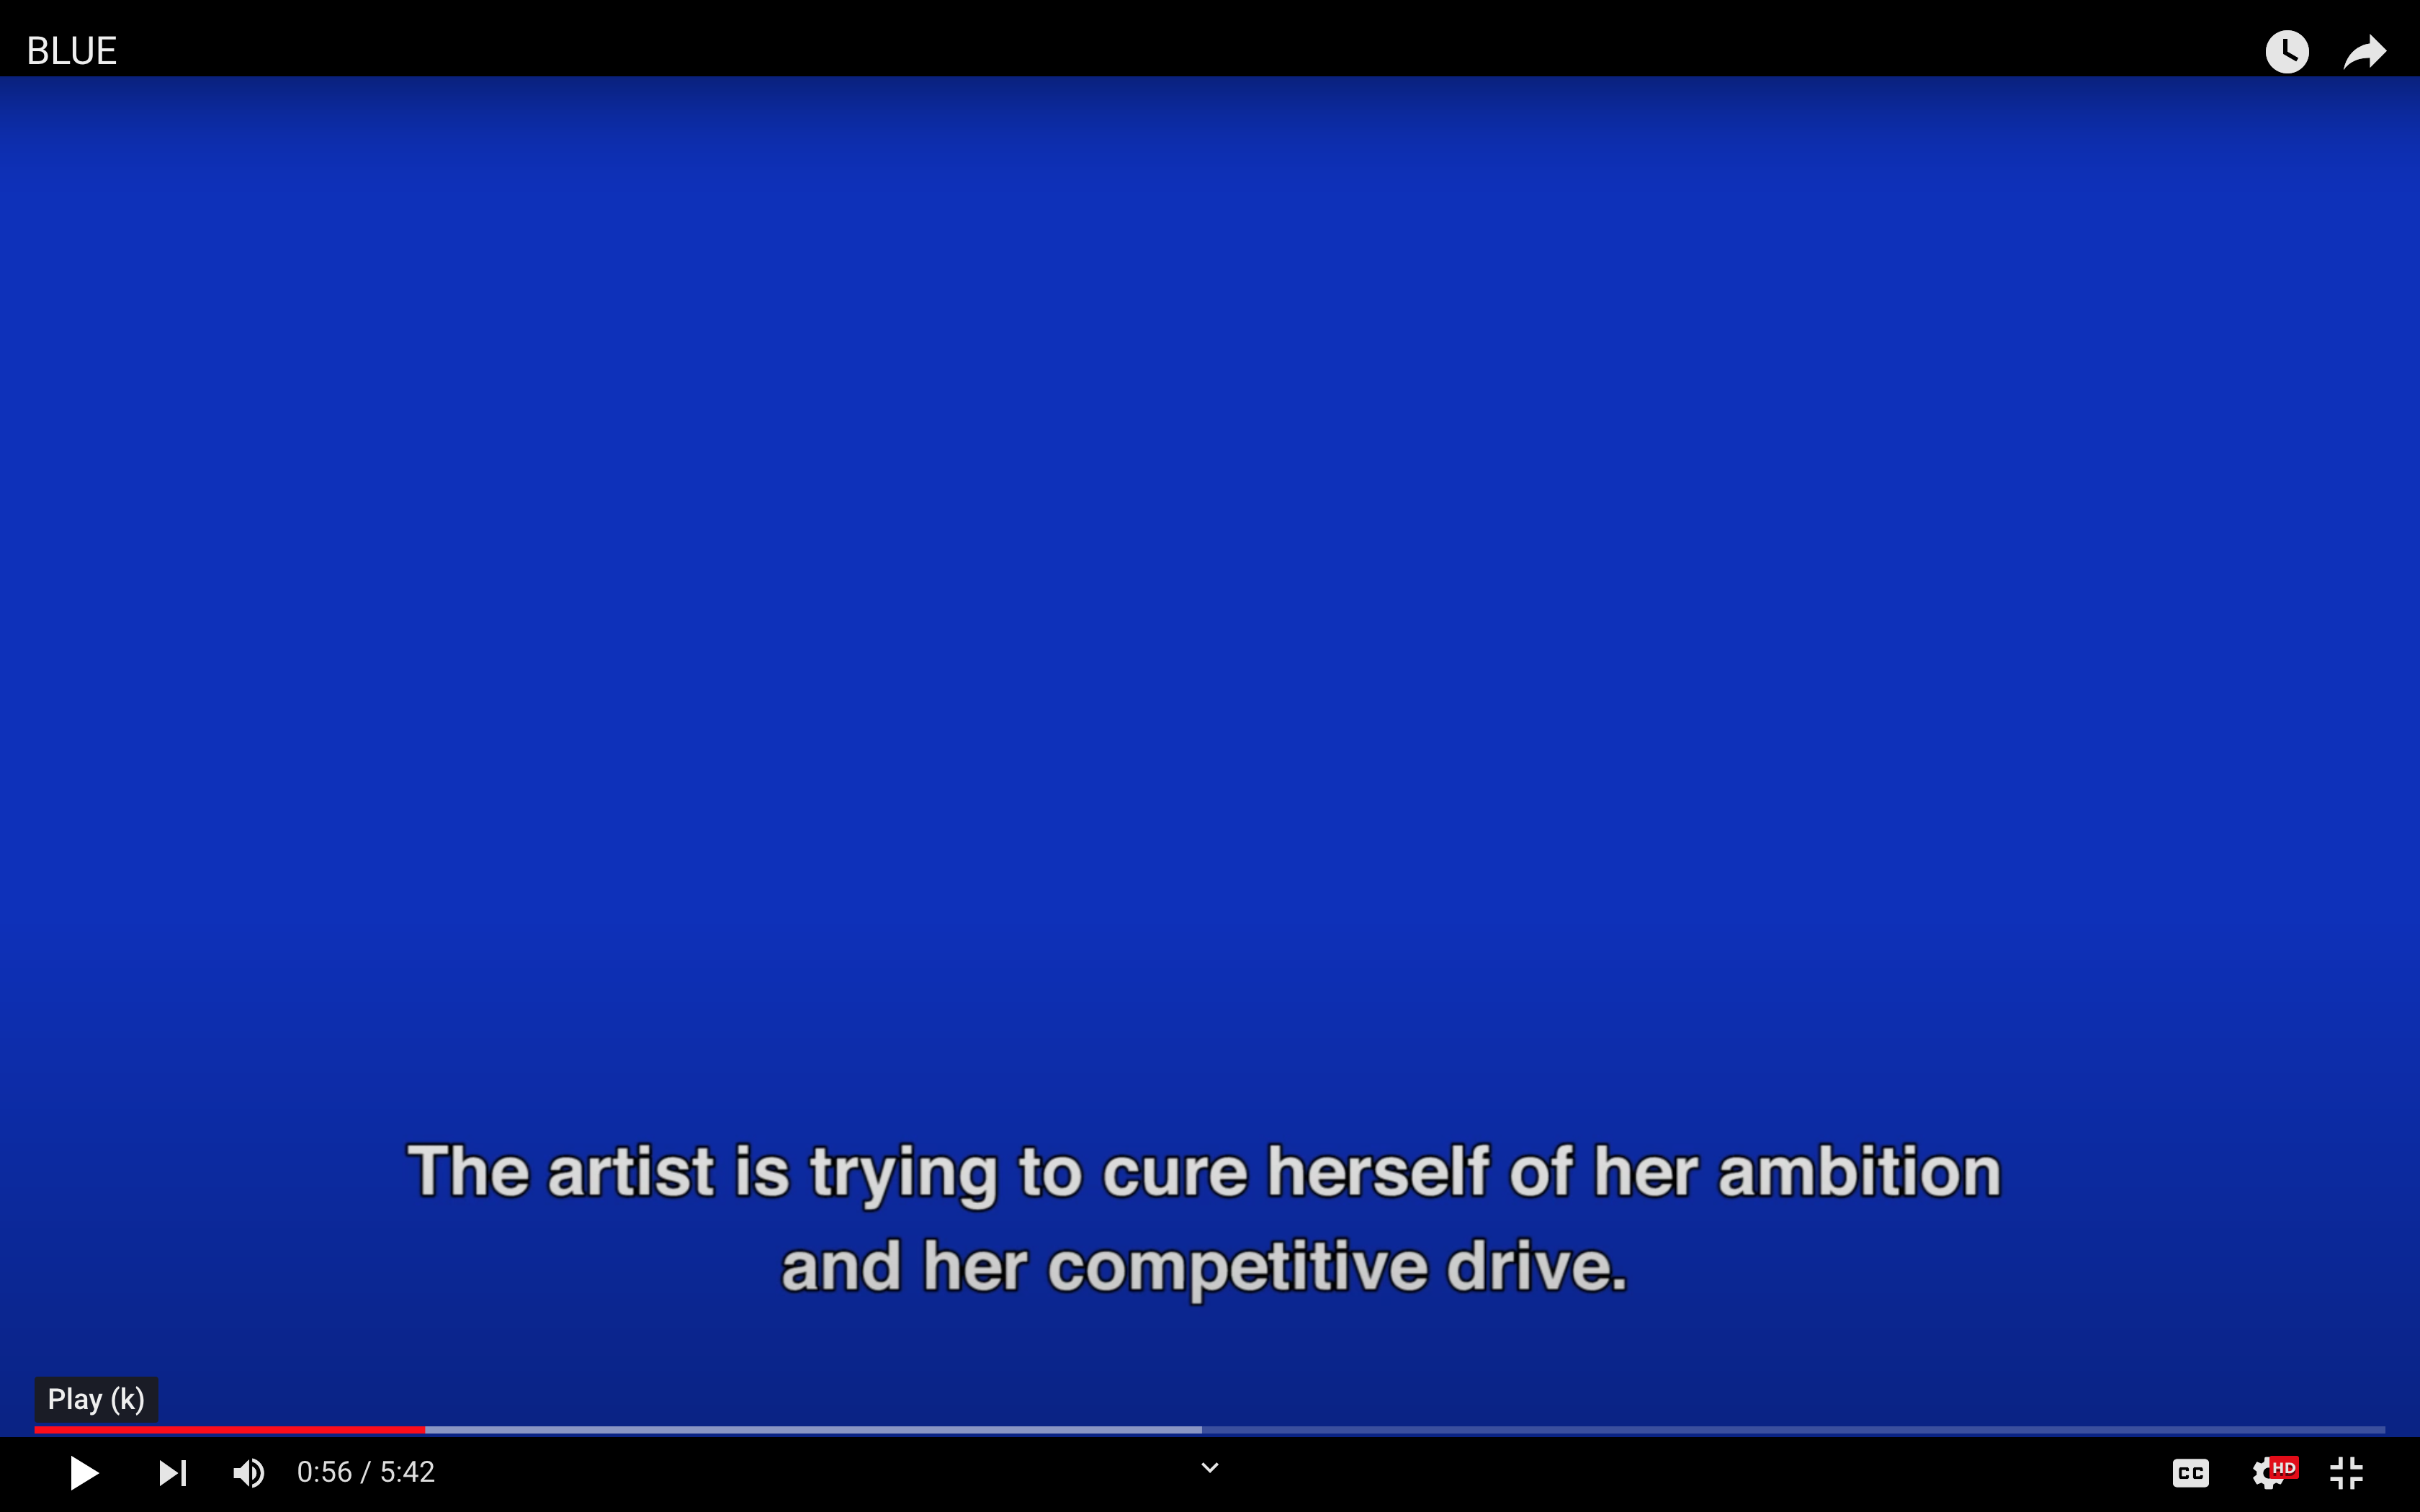 BLUE
The artist is trying to cure herself of her ambition
and her competitive drive.
Play (k)
0:56 / 5:42
CC
HD